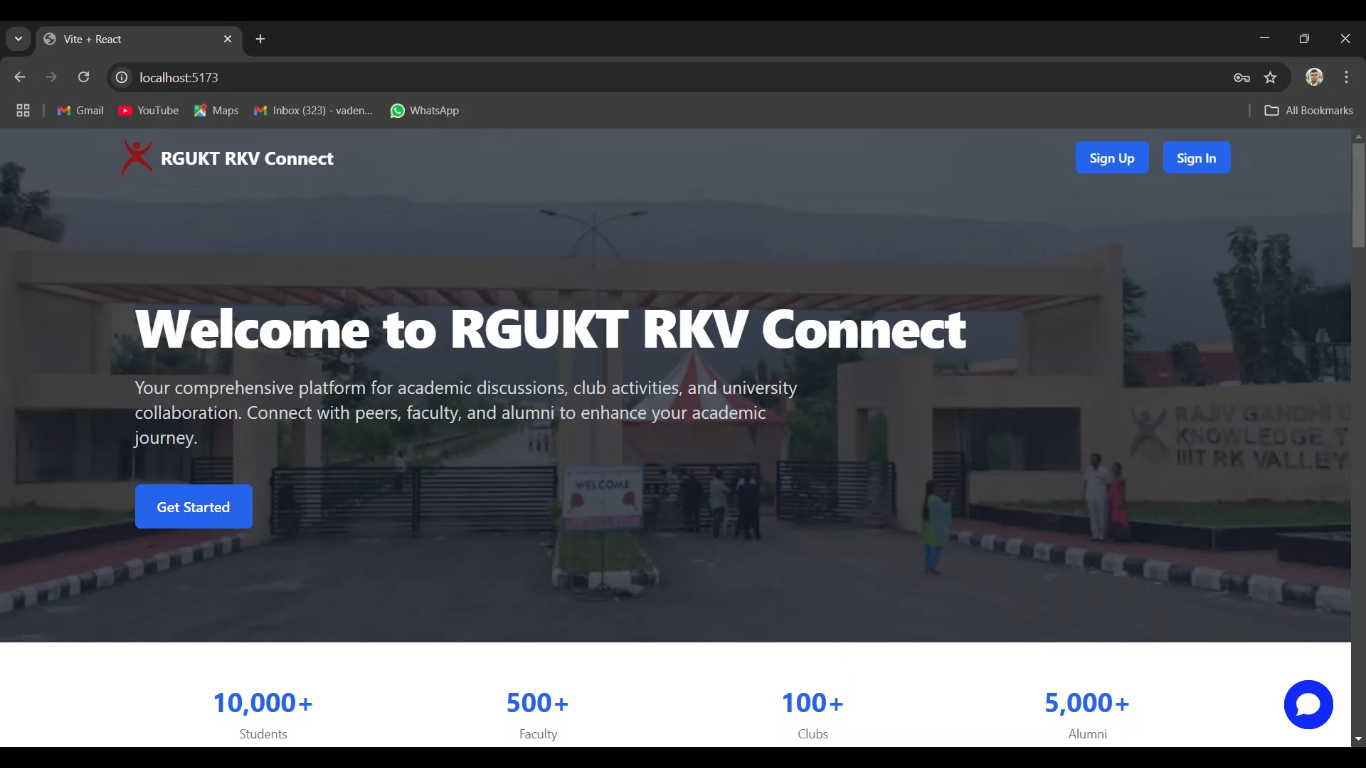 Vite + React
localhost:5173
Gmail
YouTube
Maps
Inbox (323) - vaden...
WhatsApp
All Bookmarks
RGUKT RKV Connect
Sign Up
Sign In
Welcome to RGUKT RKV Connect
Your comprehensive platform for academic discussions, club activities, and university
collaboration. Connect with peers, faculty, and alumni to enhance your academic
journey.
RAJIV GANDHI U
KNOWLEDGE T
IIIT RK VALLEY
WELCOME
Get Started
10,000+
Students
500+
Faculty
100+
Clubs
5,000+
Alumni